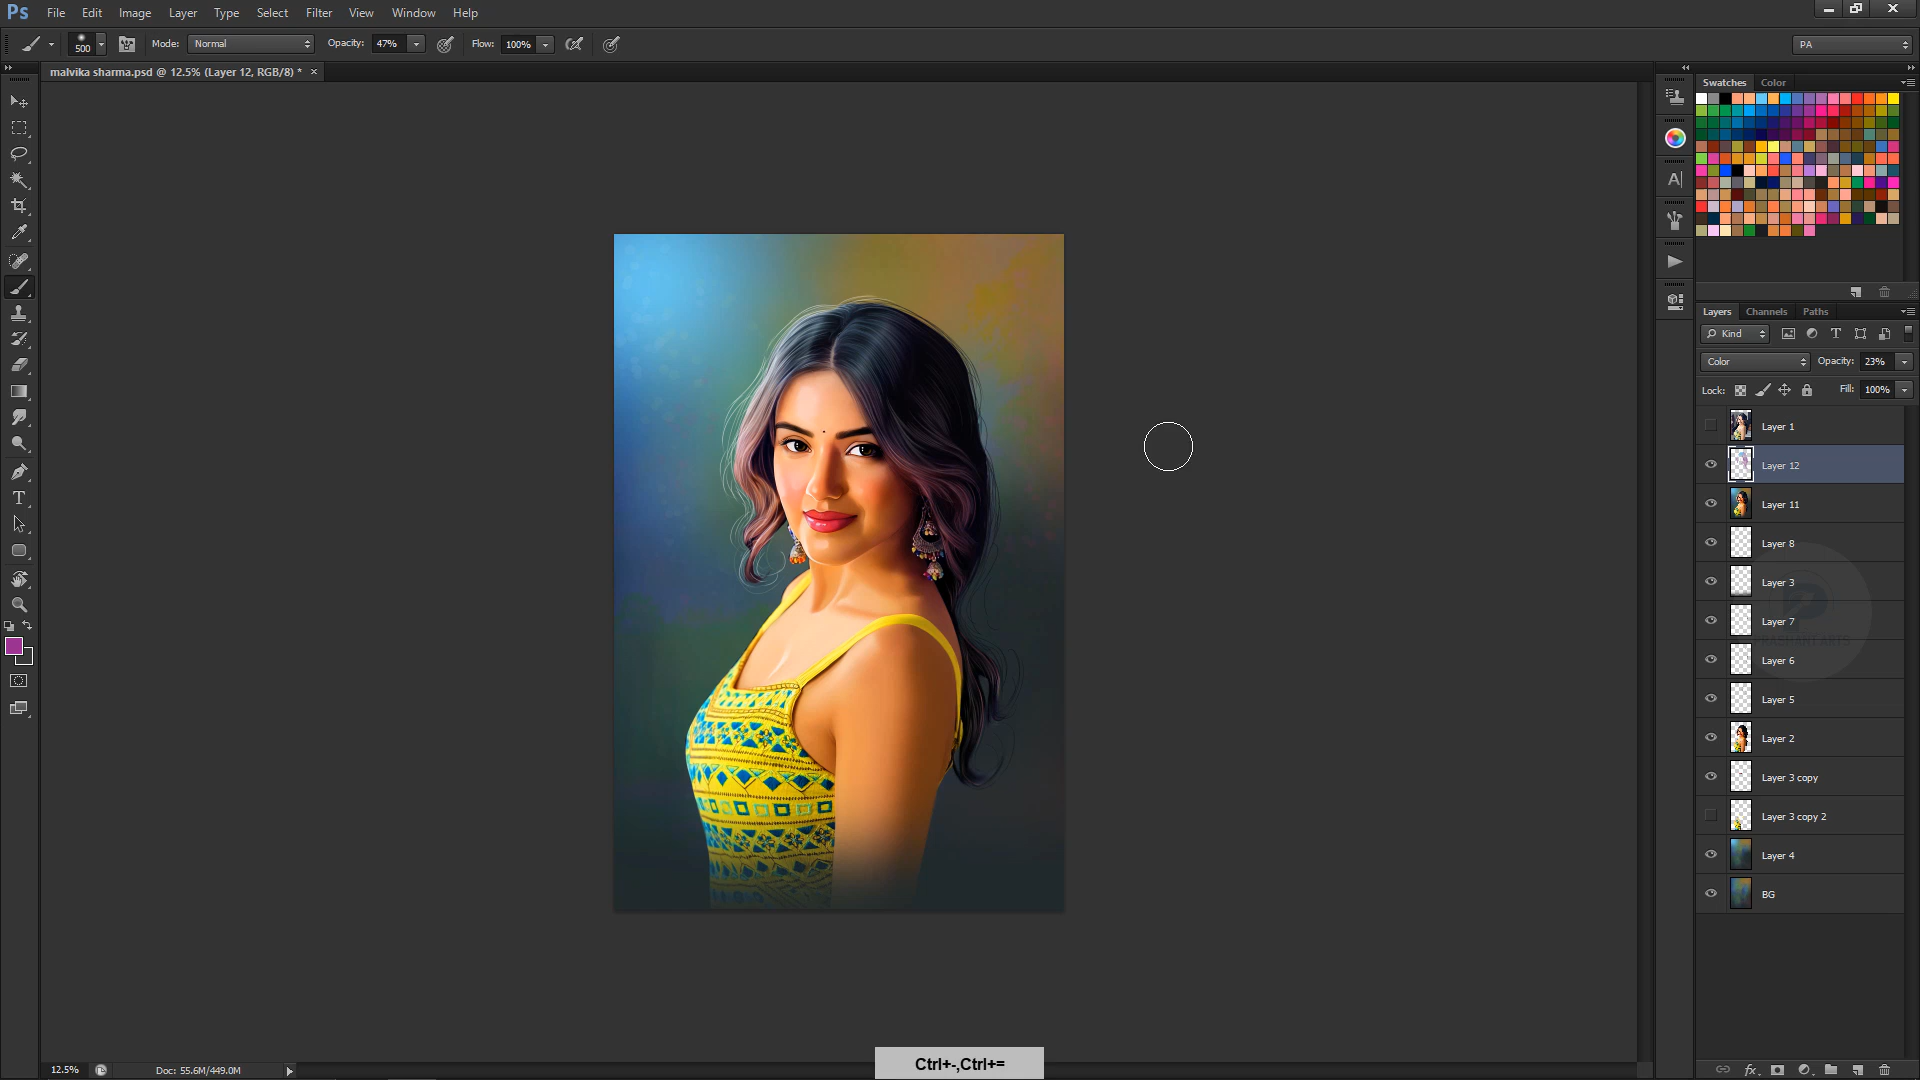 Ps File Edit Image Layer Type Select Filter View Window Help
500 Mode: Normal Opacity: 47% Flow: 100% PA
malvika sharma.psd @ 12.5% (Layer 12, RGB/8) * ×
Swatches Color
Layers Channels Paths
Kind
Color Opacity: 23%
Lock: Fill: 100%
Layer 1
Layer 12
Layer 11
Layer 8
Layer 3
Layer 7
Layer 6
Layer 5
Layer 2
Layer 3 copy
Layer 3 copy 2
Layer 4
BG
12.5% Doc: 55.6M/449.0M
Ctrl+-,Ctrl+=